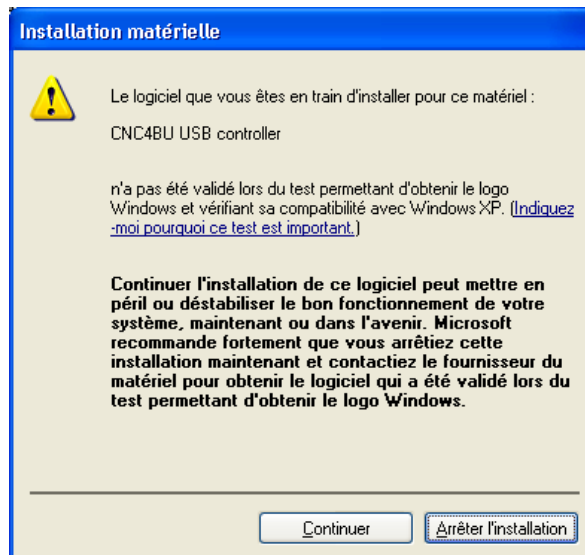 Installation matérielle
Le logiciel que vous êtes en train d'installer pour ce matériel :
CNC4BU USB controller
n'a pas été validé lors du test permettant d'obtenir le logo
Windows et vérifiant sa compatibilité avec Windows XP. (Indiquez
-moi pourquoi ce test est important.)
Continuer l'installation de ce logiciel peut mettre en
péril ou déstabiliser le bon fonctionnement de votre
système, maintenant ou dans l'avenir. Microsoft
recommande fortement que vous arrêtiez cette
installation maintenant et contactiez le fournisseur du
matériel pour obtenir le logiciel qui a été validé lors du
test permettant d'obtenir le logo Windows.
Continuer
Arrêter l'installation